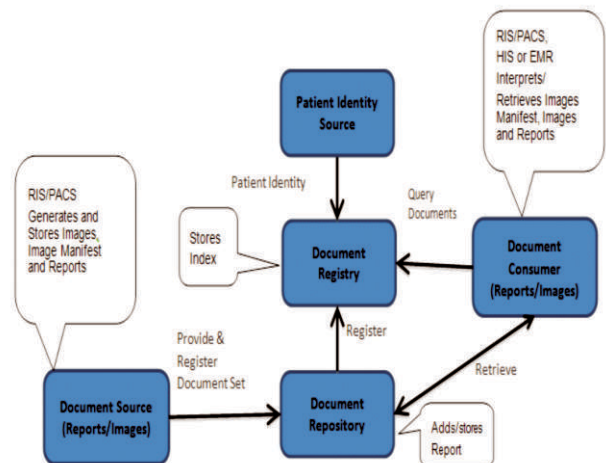 RIS/PACS,
HIS or EMR
Interprets/
Retrieves Images
Manifest, Images
and Reports
Patient Identity
Source
RIS/PACS
Generates and
Stores Images,
Image Manifest
and Reports
Patient Identity
Query
Documents
Stores
Index
Document
Registry
Document
Consumer
(Reports/Images)
Provide &
Register
Document Set
Register
Retrieve
Document Source
(Reports/Images)
Document
Repository
Adds/stores
Report